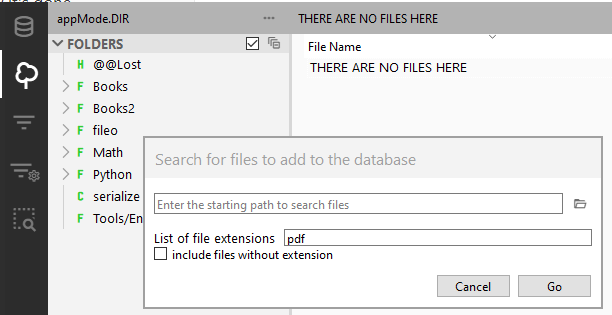 appMode.DIR
THERE ARE NO FILES HERE
FOLDERS
File Name
H @@Lost
THERE ARE NO FILES HERE
F Books
F Books2
F fileo
F Math
F Python
C serialize
F Tools/En
Search for files to add to the database
Enter the starting path to search files
List of file extensions pdf
include files without extension
Cancel Go